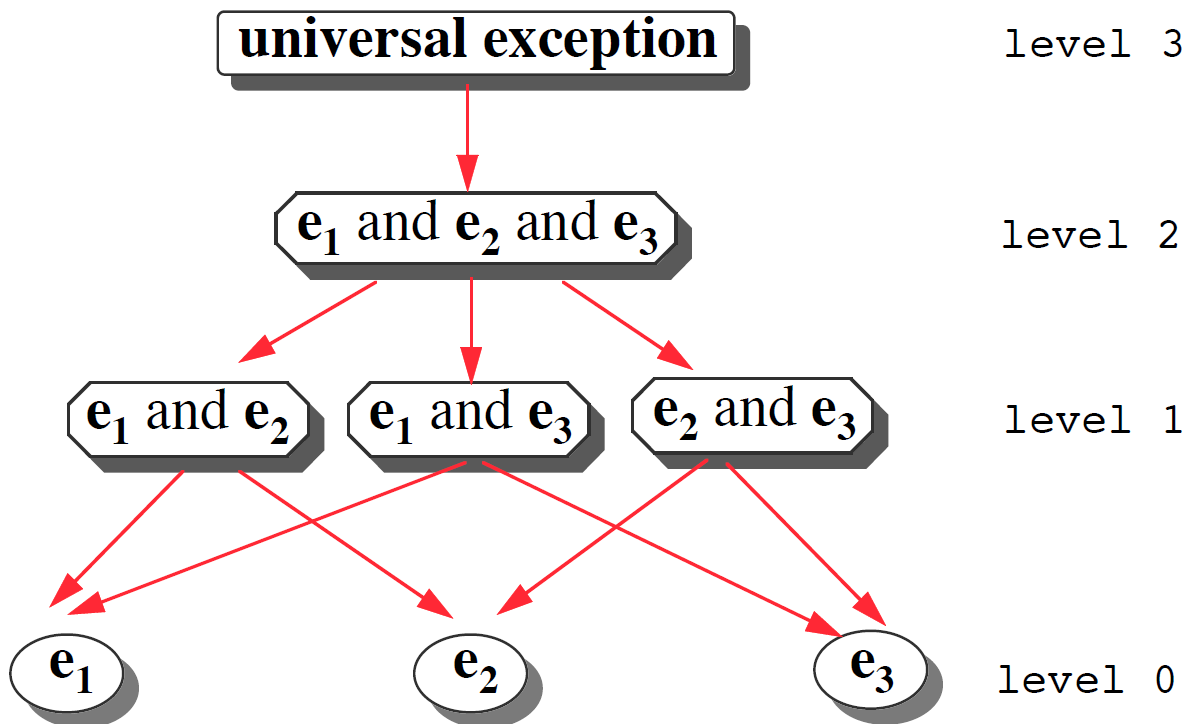 universal exception level 3
e₁ and e₂ and e₃ level 2
e₁ and e₂ e₁ and e₃ e₂ and e₃ level 1
e₁ e₂ e₃ level 0